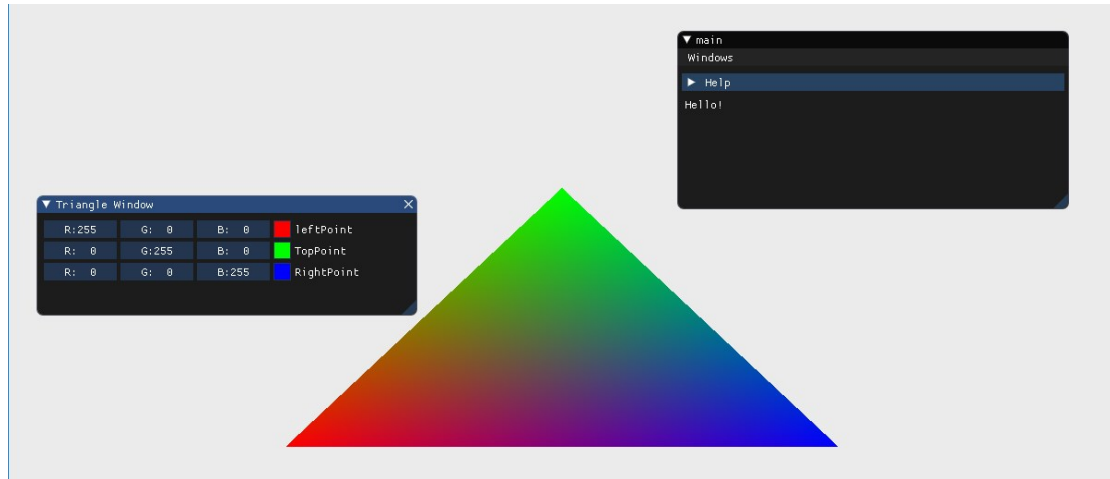 main
Windows
Help
Hello!
Triangle Window
R:255 G: 0 B: 0 leftPoint
R: 0 G:255 B: 0 TopPoint
R: 0 G: 0 B:255 RightPoint